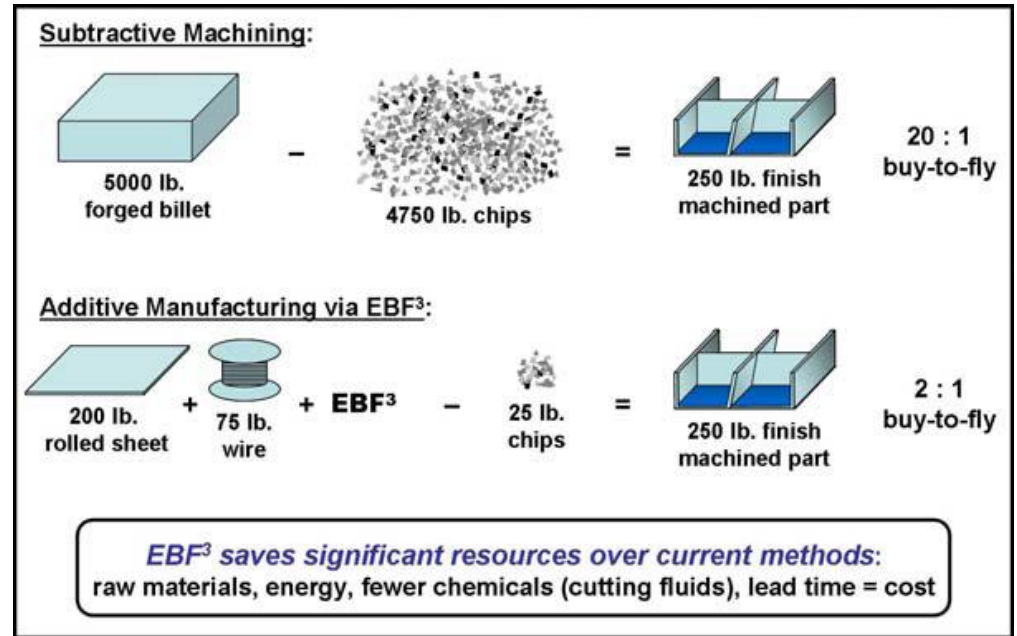 Subtractive Machining:
5000 lb.
forged billet
–
4750 lb. chips
=
250 lb. finish
machined part
20 : 1
buy-to-fly
Additive Manufacturing via EBF³:
200 lb.
rolled sheet
+
75 lb.
wire
+ EBF³
–
25 lb.
chips
=
250 lb. finish
machined part
2 : 1
buy-to-fly
EBF³ saves significant resources over current methods:
raw materials, energy, fewer chemicals (cutting fluids), lead time = cost